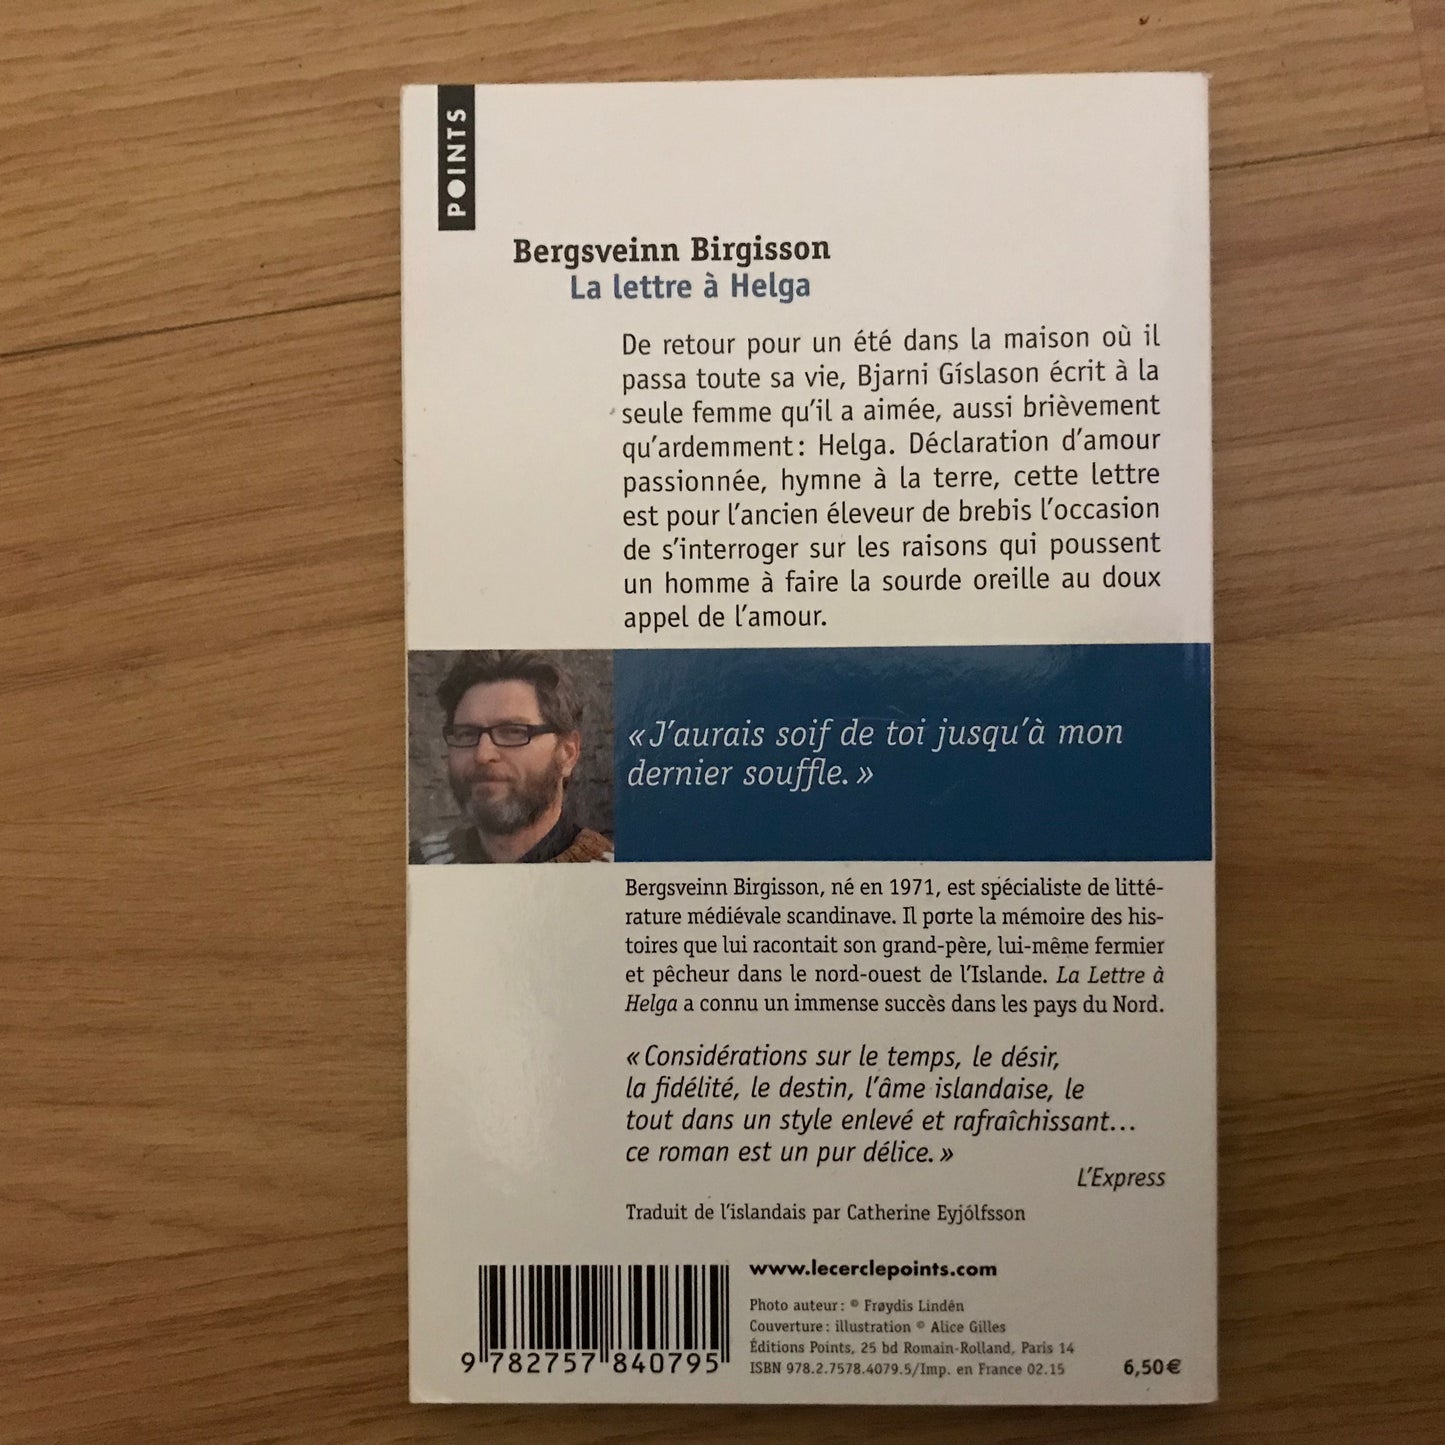 POINTS
Bergsveinn Birgisson
La lettre à Helga
De retour pour un été dans la maison où il
passa toute sa vie, Bjarni Gíslason écrit à la
seule femme qu’il a aimée, aussi brièvement
qu’ardemment : Helga. Déclaration d’amour
passionnée, hymne à la terre, cette lettre
est pour l’ancien éleveur de brebis l’occasion
de s’interroger sur les raisons qui poussent
un homme à faire la sourde oreille au doux
appel de l’amour.
« J’aurais soif de toi jusqu’à mon
dernier souffle. »
Bergsveinn Birgisson, né en 1971, est spécialiste de litté-
rature médiévale scandinave. Il porte la mémoire des his-
toires que lui racontait son grand-père, lui-même fermier
et pêcheur dans le nord-ouest de l’Islande. La Lettre à
Helga a connu un immense succès dans les pays du Nord.
« Considérations sur le temps, le désir,
la fidélité, le destin, l’âme islandaise, le
tout dans un style enlevé et rafraîchissant…
ce roman est un pur délice. »
L’Express
Traduit de l’islandais par Catherine Eyjólfsson
www.lecerclepoints.com
Photo auteur : © Frøydis Lindén
Couverture : illustration © Alice Gilles
Éditions Points, 25 bd Romain-Rolland, Paris 14
ISBN 978.2.7578.4079.5/Imp. en France 02.15
6,50 €
9 782757 840795